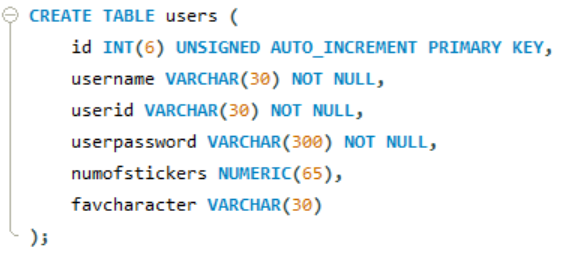 CREATE TABLE users (
id INT(6) UNSIGNED AUTO_INCREMENT PRIMARY KEY,
username VARCHAR(30) NOT NULL,
userid VARCHAR(30) NOT NULL,
userpassword VARCHAR(300) NOT NULL,
numofstickers NUMERIC(65),
favcharacter VARCHAR(30)
);